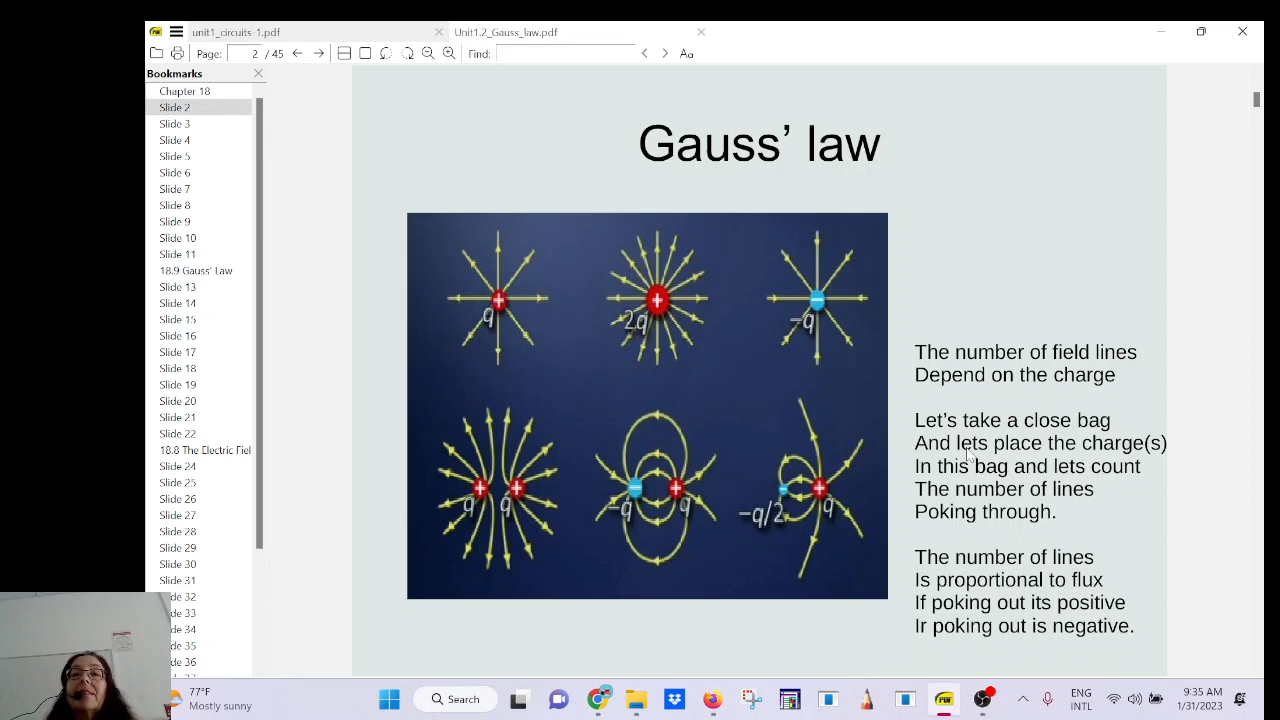 unit1_circuits-1.pdf
Unit1.2_Gauss_law.pdf
Page: 2 / 45
Find:
Aa
Bookmarks
Chapter 18
Slide 2
Slide 3
Slide 4
Slide 5
Slide 6
Slide 7
Slide 8
Slide 9
Slide 10
Slide 11
18.9 Gauss' Law
Slide 13
Slide 14
Slide 15
Slide 16
Slide 17
Slide 18
Slide 19
Slide 20
Slide 21
Slide 22
18.8 The Electric Fiel
Slide 24
Slide 25
Slide 26
Slide 27
Slide 28
Slide 29
Slide 30
Slide 31
32
33
34
35
36
Gauss' law
+ q
+ 2q
− −q
+ q + q
− −q + q
−q/2 + q
The number of field lines
Depend on the charge
Let's take a close bag
And lets place the charge(s)
In this bag and lets count
The number of lines
Poking through.
The number of lines
Is proportional to flux
If poking out its positive
Ir poking out is negative.
77°F
Mostly sunny
Search
PDF
ENG
INTL
9:35 AM
1/31/2023